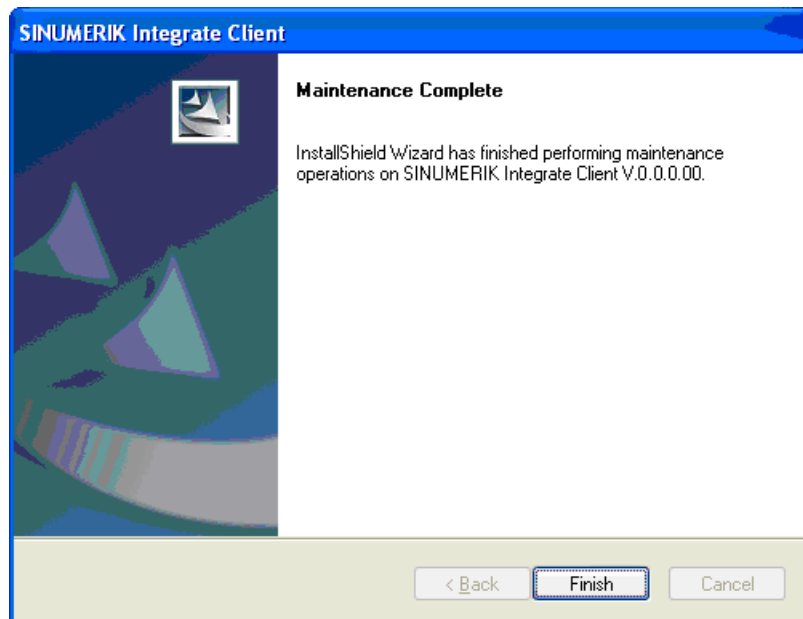 SINUMERIK Integrate Client
Maintenance Complete
InstallShield Wizard has finished performing maintenance
operations on SINUMERIK Integrate Client V.0.0.0.00.
< Back
Finish
Cancel